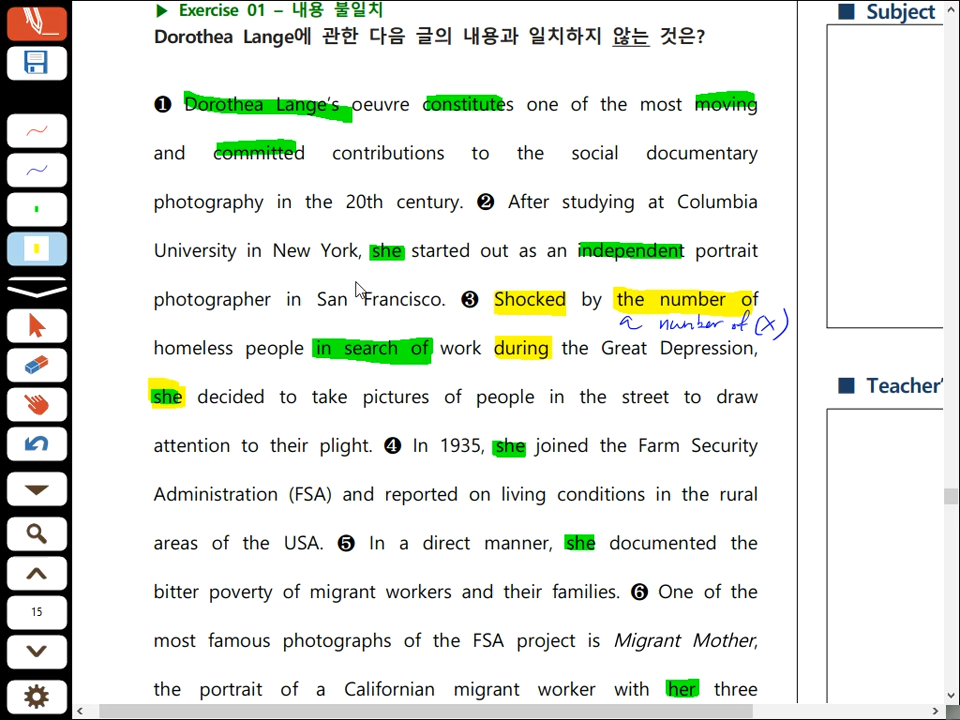 ▶ Exercise 01 – 내용 불일치
Dorothea Lange에 관한 다음 글의 내용과 일치하지 않는 것은?
❶ Dorothea Lange's oeuvre constitutes one of the most moving
and committed contributions to the social documentary
photography in the 20th century. ❷ After studying at Columbia
University in New York, she started out as an independent portrait
photographer in San Francisco. ❸ Shocked by the number of
a number of (x)
homeless people in search of work during the Great Depression,
she decided to take pictures of people in the street to draw
attention to their plight. ❹ In 1935, she joined the Farm Security
Administration (FSA) and reported on living conditions in the rural
areas of the USA. ❺ In a direct manner, she documented the
bitter poverty of migrant workers and their families. ❻ One of the
most famous photographs of the FSA project is Migrant Mother,
the portrait of a Californian migrant worker with her three
■ Subject
■ Teacher'
15